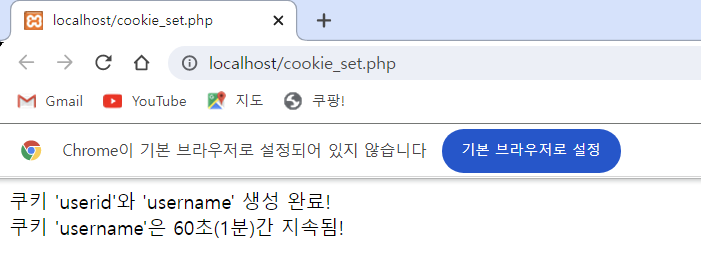 localhost/cookie_set.php
localhost/cookie_set.php
Gmail YouTube 지도 쿠팡!
Chrome이 기본 브라우저로 설정되어 있지 않습니다 기본 브라우저로 설정
쿠키 'userid'와 'username' 생성 완료!
쿠키 'username'은 60초(1분)간 지속됨!